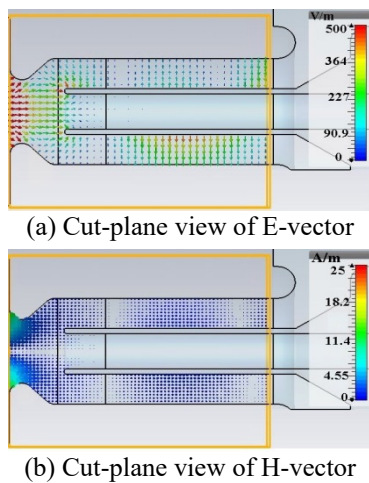 V/m
500
364
227
90.9
0
(a) Cut-plane view of E-vector
A/m
25
18.2
11.4
4.55
0
(b) Cut-plane view of H-vector